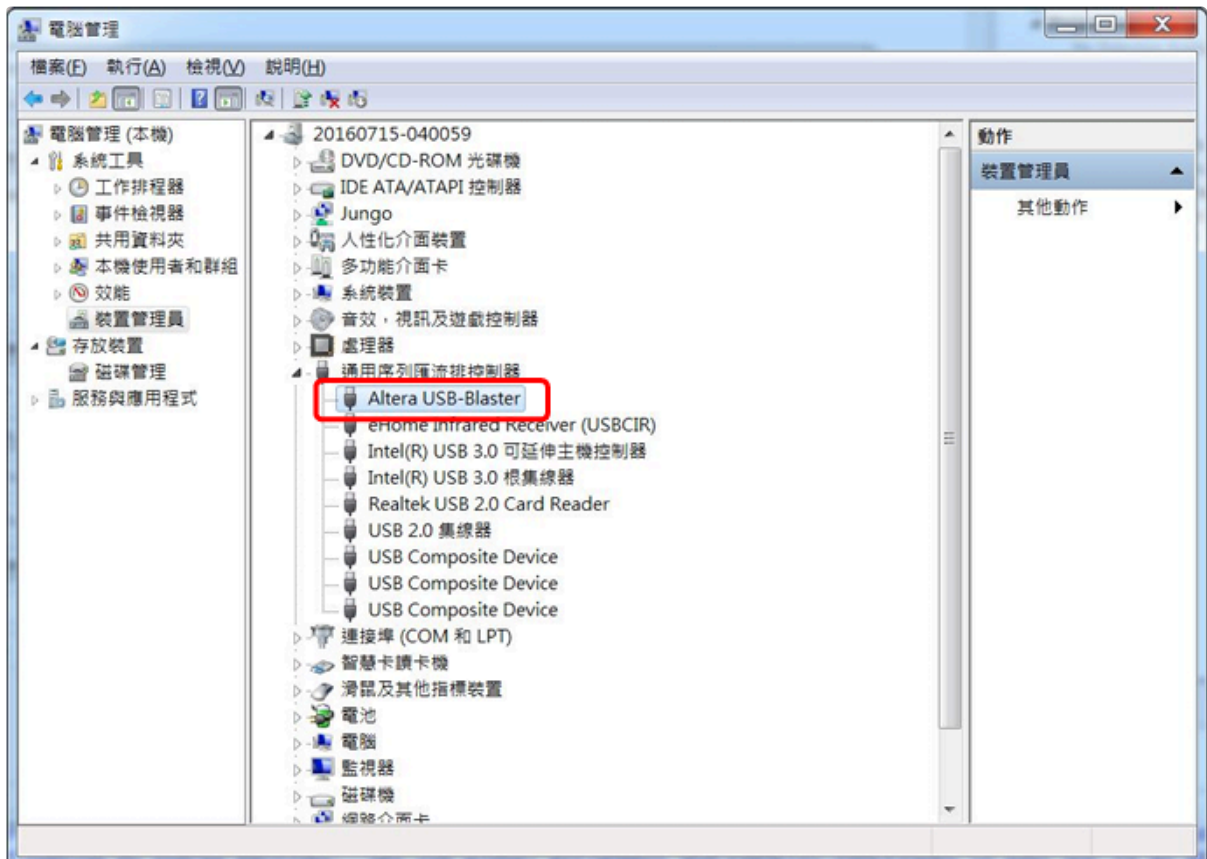 電腦管理
檔案(F) 執行(A) 檢視(V) 說明(H)
電腦管理 (本機)
系統工具
工作排程器
事件檢視器
共用資料夾
本機使用者和群組
效能
裝置管理員
存放裝置
磁碟管理
服務與應用程式
20160715-040059
DVD/CD-ROM 光碟機
IDE ATA/ATAPI 控制器
Jungo
人性化介面裝置
多功能介面卡
系統裝置
音效，視訊及遊戲控制器
處理器
通用序列匯流排控制器
Altera USB-Blaster
eHome Infrared Receiver (USBCIR)
Intel(R) USB 3.0 可延伸主機控制器
Intel(R) USB 3.0 根集線器
Realtek USB 2.0 Card Reader
USB 2.0 集線器
USB Composite Device
USB Composite Device
USB Composite Device
連接埠 (COM 和 LPT)
智慧卡讀卡機
滑鼠及其他指標裝置
電池
電腦
監視器
磁碟機
網路介面卡
動作
裝置管理員
其他動作